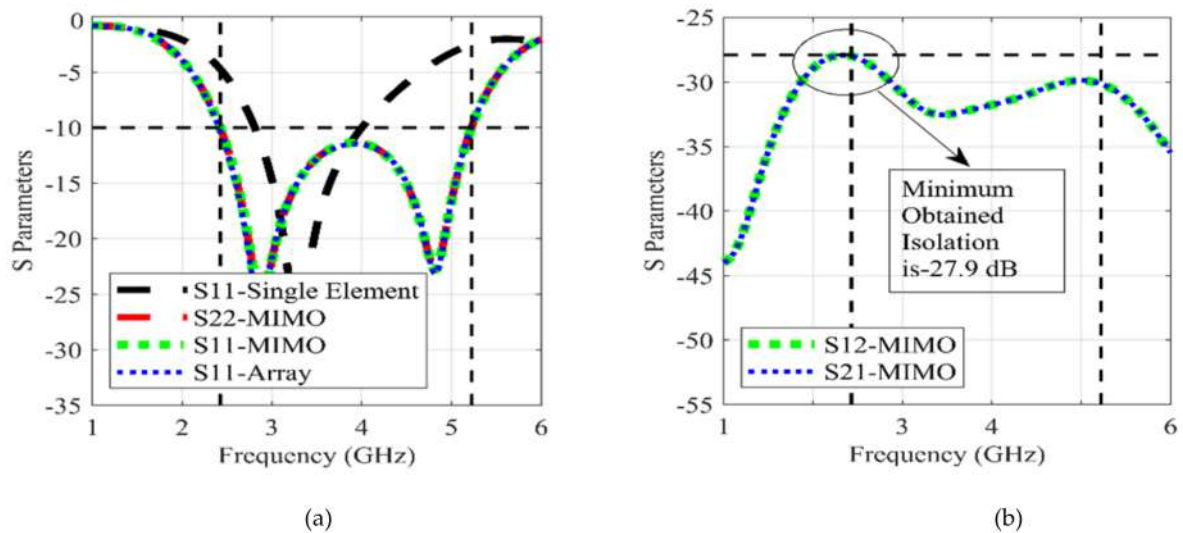 (a)
S Parameters
0
-5
-10
-15
-20
-25
-30
-35
S11-Single Element
S22-MIMO
S11-MIMO
S11-Array
1 2 3 4 5 6
Frequency (GHz)
(b)
S Parameters
-25
-30
-35
-40
-45
-50
-55
Minimum
Obtained
Isolation
is-27.9 dB
S12-MIMO
S21-MIMO
1 2 3 4 5 6
Frequency (GHz)